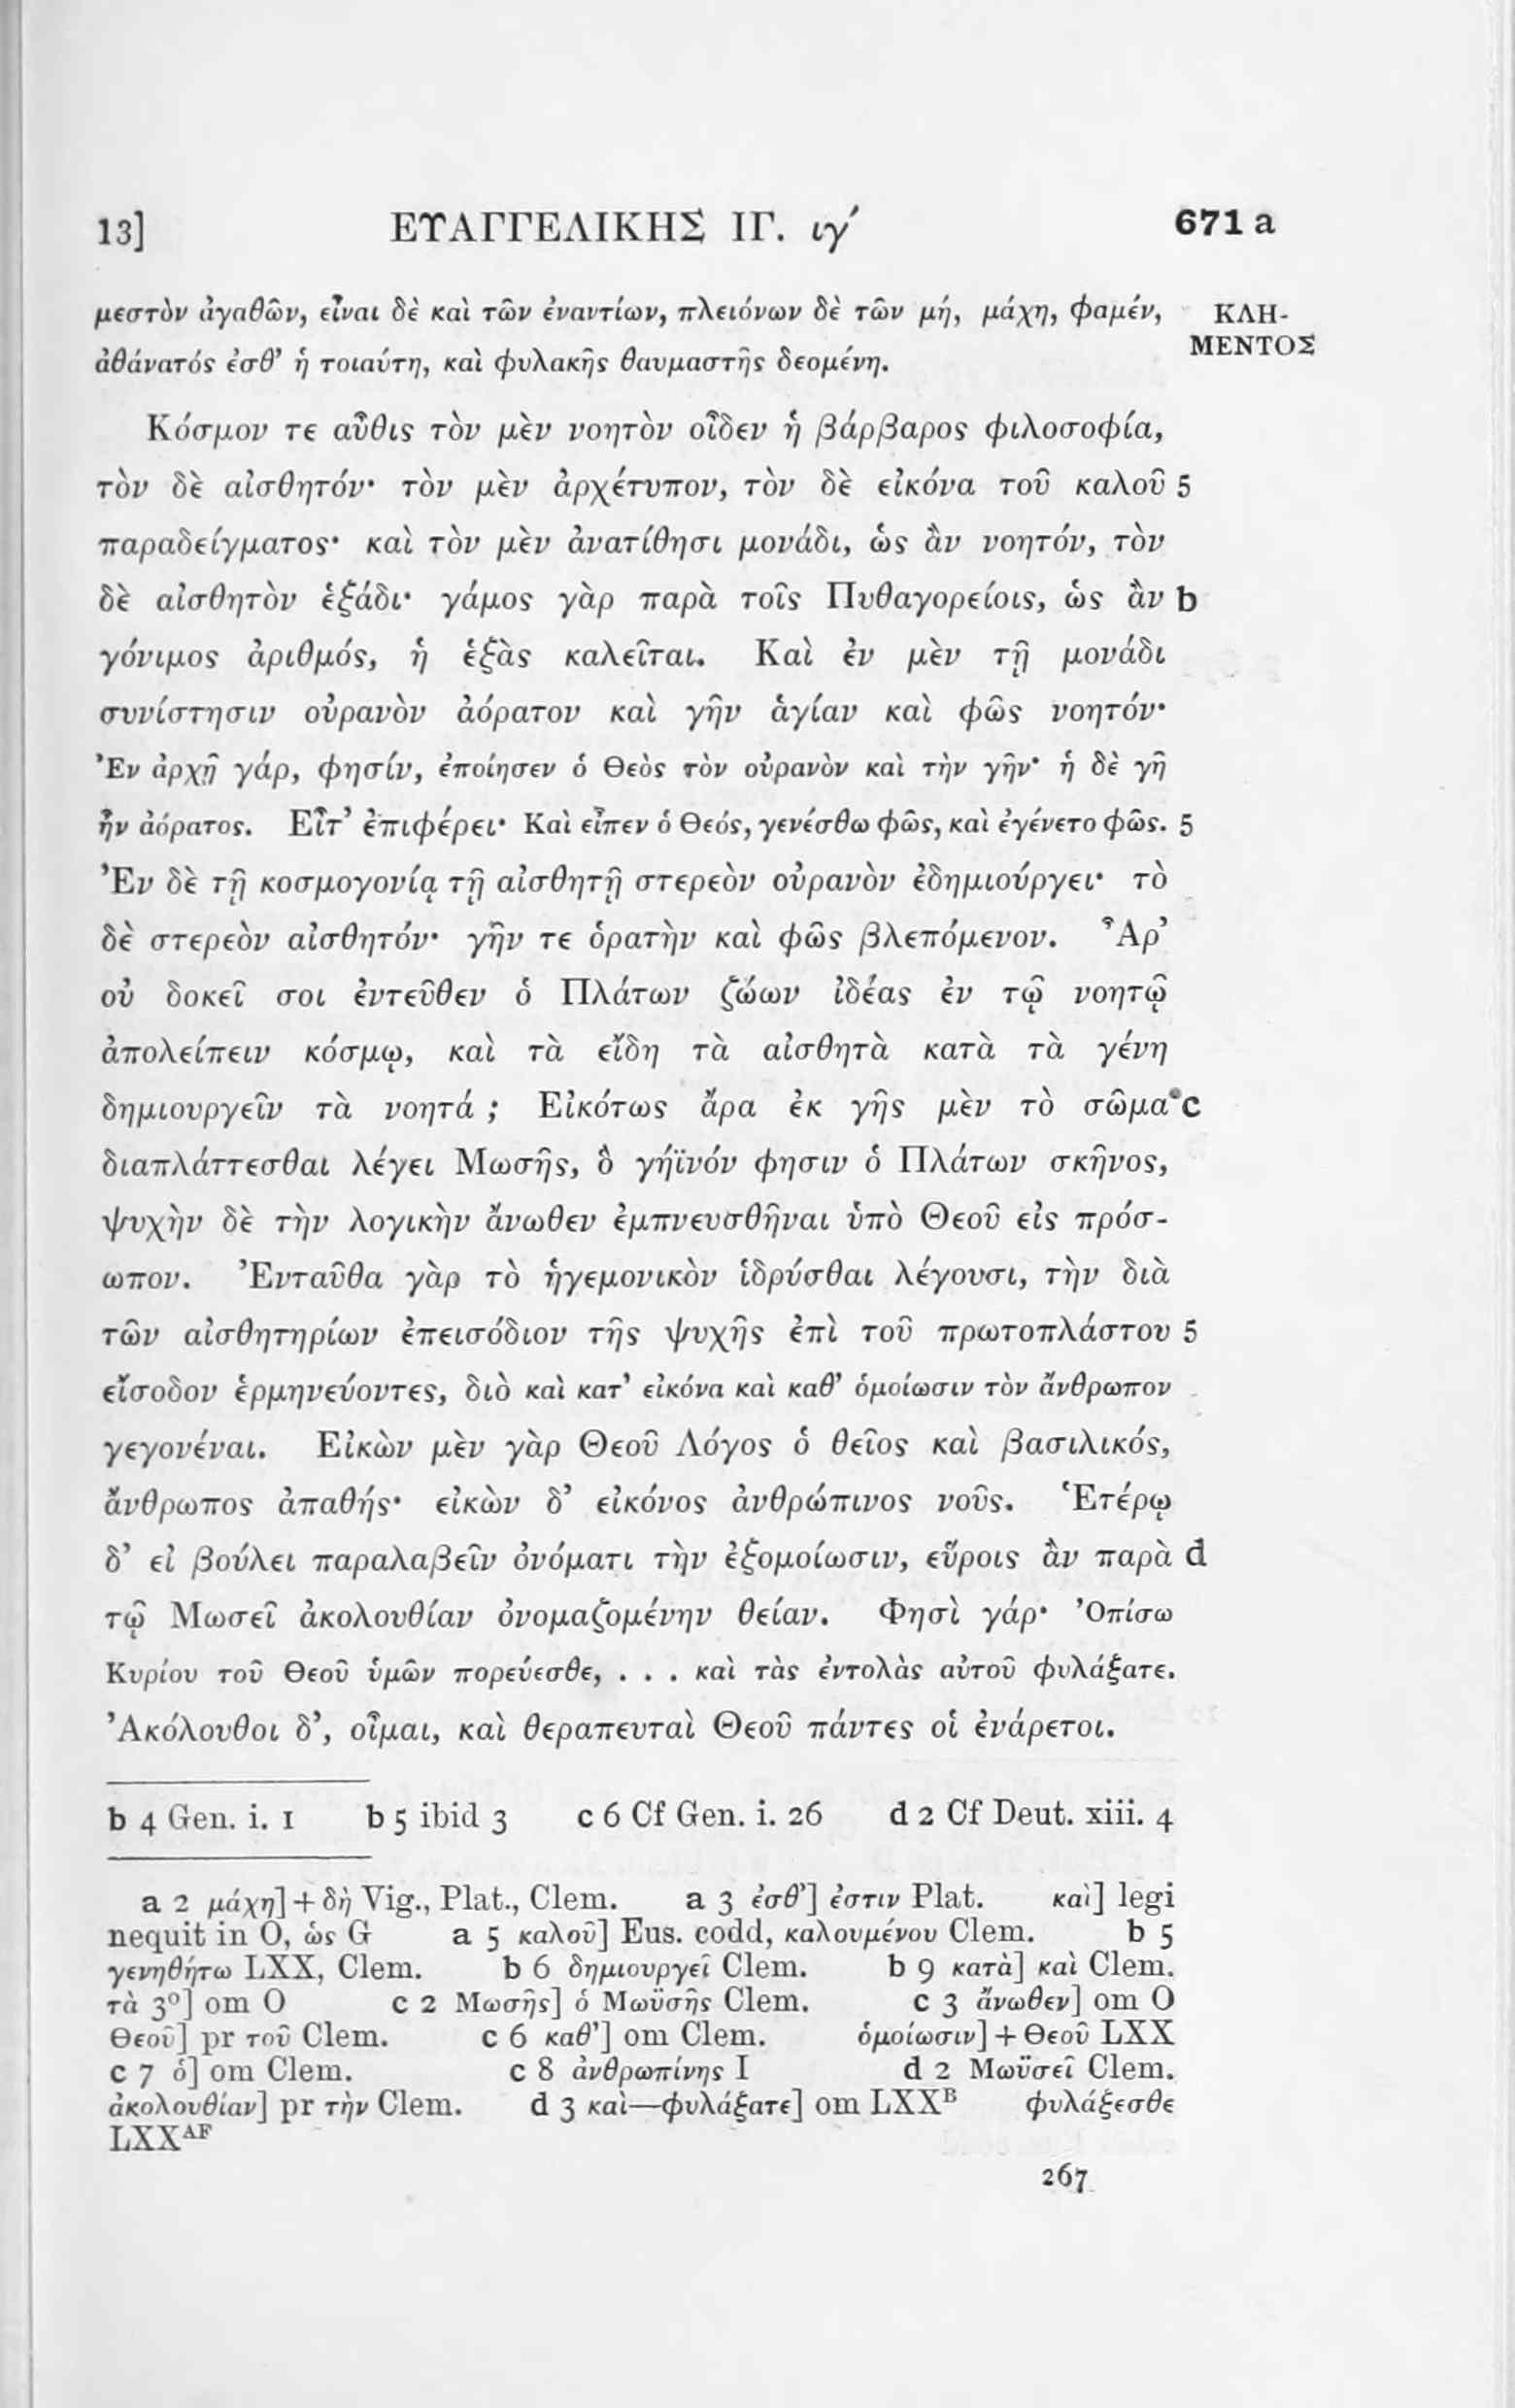 13] ΕΥΑΓΓΕΛΙΚΗΣ ΙΓ. ιγ´ 671 a
μεστὸν ἀγαθῶν, εἶναι δὲ καὶ τῶν ἐναντίων, πλειόνων δὲ τῶν μή, μάχη, φαμέν, ΚΛΗ-
ἀθάνατός ἐσθ’ ἡ τοιαύτη, καὶ φυλακῆς θαυμαστῆς δεομένη. ΜΕΝΤΟΣ
Κόσμον τε αὖθις τὸν μὲν νοητὸν οἶδεν ἡ βάρβαρος φιλοσοφία,
τὸν δὲ αἰσθητόν· τὸν μὲν ἀρχέτυπον, τὸν δὲ εἰκόνα τοῦ καλοῦ 5
παραδείγματος· καὶ τὸν μὲν ἀνατίθησι μονάδι, ὡς ἂν νοητόν, τὸν
δὲ αἰσθητὸν ἑξάδι· γάμος γὰρ παρὰ τοῖς Πυθαγορείοις, ὡς ἂν b
γόνιμος ἀριθμός, ἡ ἑξὰς καλεῖται. Καὶ ἐν μὲν τῇ μονάδι
συνίστησιν οὐρανὸν ἀόρατον καὶ γῆν ἁγίαν καὶ φῶς νοητόν·
Ἐν ἀρχῇ γάρ, φησίν, ἐποίησεν ὁ Θεὸς τὸν οὐρανὸν καὶ τὴν γῆν· ἡ δὲ γῆ
ἦν ἀόρατος. Εἶτ’ ἐπιφέρει· Καὶ εἶπεν ὁ Θεός, γενέσθω φῶς, καὶ ἐγένετο φῶς. 5
Ἐν δὲ τῇ κοσμογονίᾳ τῇ αἰσθητῇ στερεὸν οὐρανὸν ἐδημιούργει· τὸ
δὲ στερεὸν αἰσθητόν· γῆν τε ὁρατὴν καὶ φῶς βλεπόμενον. Ἆρ’
οὐ δοκεῖ σοι ἐντεῦθεν ὁ Πλάτων ζώων ἰδέας ἐν τῷ νοητῷ
ἀπολείπειν κόσμῳ, καὶ τὰ εἴδη τὰ αἰσθητὰ κατὰ τὰ γένη
δημιουργεῖν τὰ νοητά ; Εἰκότως ἄρα ἐκ γῆς μὲν τὸ σῶμα c
διαπλάττεσθαι λέγει Μωσῆς, ὃ γήϊνόν φησιν ὁ Πλάτων σκῆνος,
ψυχὴν δὲ τὴν λογικὴν ἄνωθεν ἐμπνευσθῆναι ὑπὸ Θεοῦ εἰς πρόσ-
ωπον. Ἐνταῦθα γὰρ τὸ ἡγεμονικὸν ἱδρύσθαι λέγουσι, τὴν διὰ
τῶν αἰσθητηρίων ἐπεισόδιον τῆς ψυχῆς ἐπὶ τοῦ πρωτοπλάστου 5
εἴσοδον ἑρμηνεύοντες, διὸ καὶ κατ’ εἰκόνα καὶ καθ’ ὁμοίωσιν τὸν ἄνθρωπον
γεγονέναι. Εἰκὼν μὲν γὰρ Θεοῦ Λόγος ὁ θεῖος καὶ βασιλικός,
ἄνθρωπος ἀπαθής· εἰκὼν δ’ εἰκόνος ἀνθρώπινος νοῦς. Ἑτέρῳ
δ’ εἰ βούλει παραλαβεῖν ὀνόματι τὴν ἐξομοίωσιν, εὕροις ἂν παρὰ d
τῷ Μωσεῖ ἀκολουθίαν ὀνομαζομένην θείαν. Φησὶ γάρ· Ὀπίσω
Κυρίου τοῦ Θεοῦ ὑμῶν πορεύεσθε, . . . καὶ τὰς ἐντολὰς αὐτοῦ φυλάξατε.
Ἀκόλουθοι δ’, οἶμαι, καὶ θεραπευταὶ Θεοῦ πάντες οἱ ἐνάρετοι.
b 4 Gen. i. 1 b 5 ibid 3 c 6 Cf Gen. i. 26 d 2 Cf Deut. xiii. 4
a 2 μάχη] + δὴ Vig., Plat., Clem. a 3 ἐσθ’] ἐστιν Plat. καὶ] legi
nequit in O, ὡς G a 5 καλοῦ] Eus. codd, καλουμένου Clem. b 5
γενηθήτω LXX, Clem. b 6 δημιουργεῖ Clem. b 9 κατὰ] καὶ Clem.
τὰ 3º] om O c 2 Μωσῆς] ὁ Μωϋσῆς Clem. c 3 ἄνωθεν] om O
Θεοῦ] pr τοῦ Clem. c 6 καθ’] om Clem. ὁμοίωσιν] + Θεοῦ LXX
c 7 ὁ] om Clem. c 8 ἀνθρωπίνης I d 2 Μωϋσεῖ Clem.
ἀκολουθίαν] pr τὴν Clem. d 3 καὶ—φυλάξατε] om LXXᴮ φυλάξεσθε
LXXᴬꟳ
267